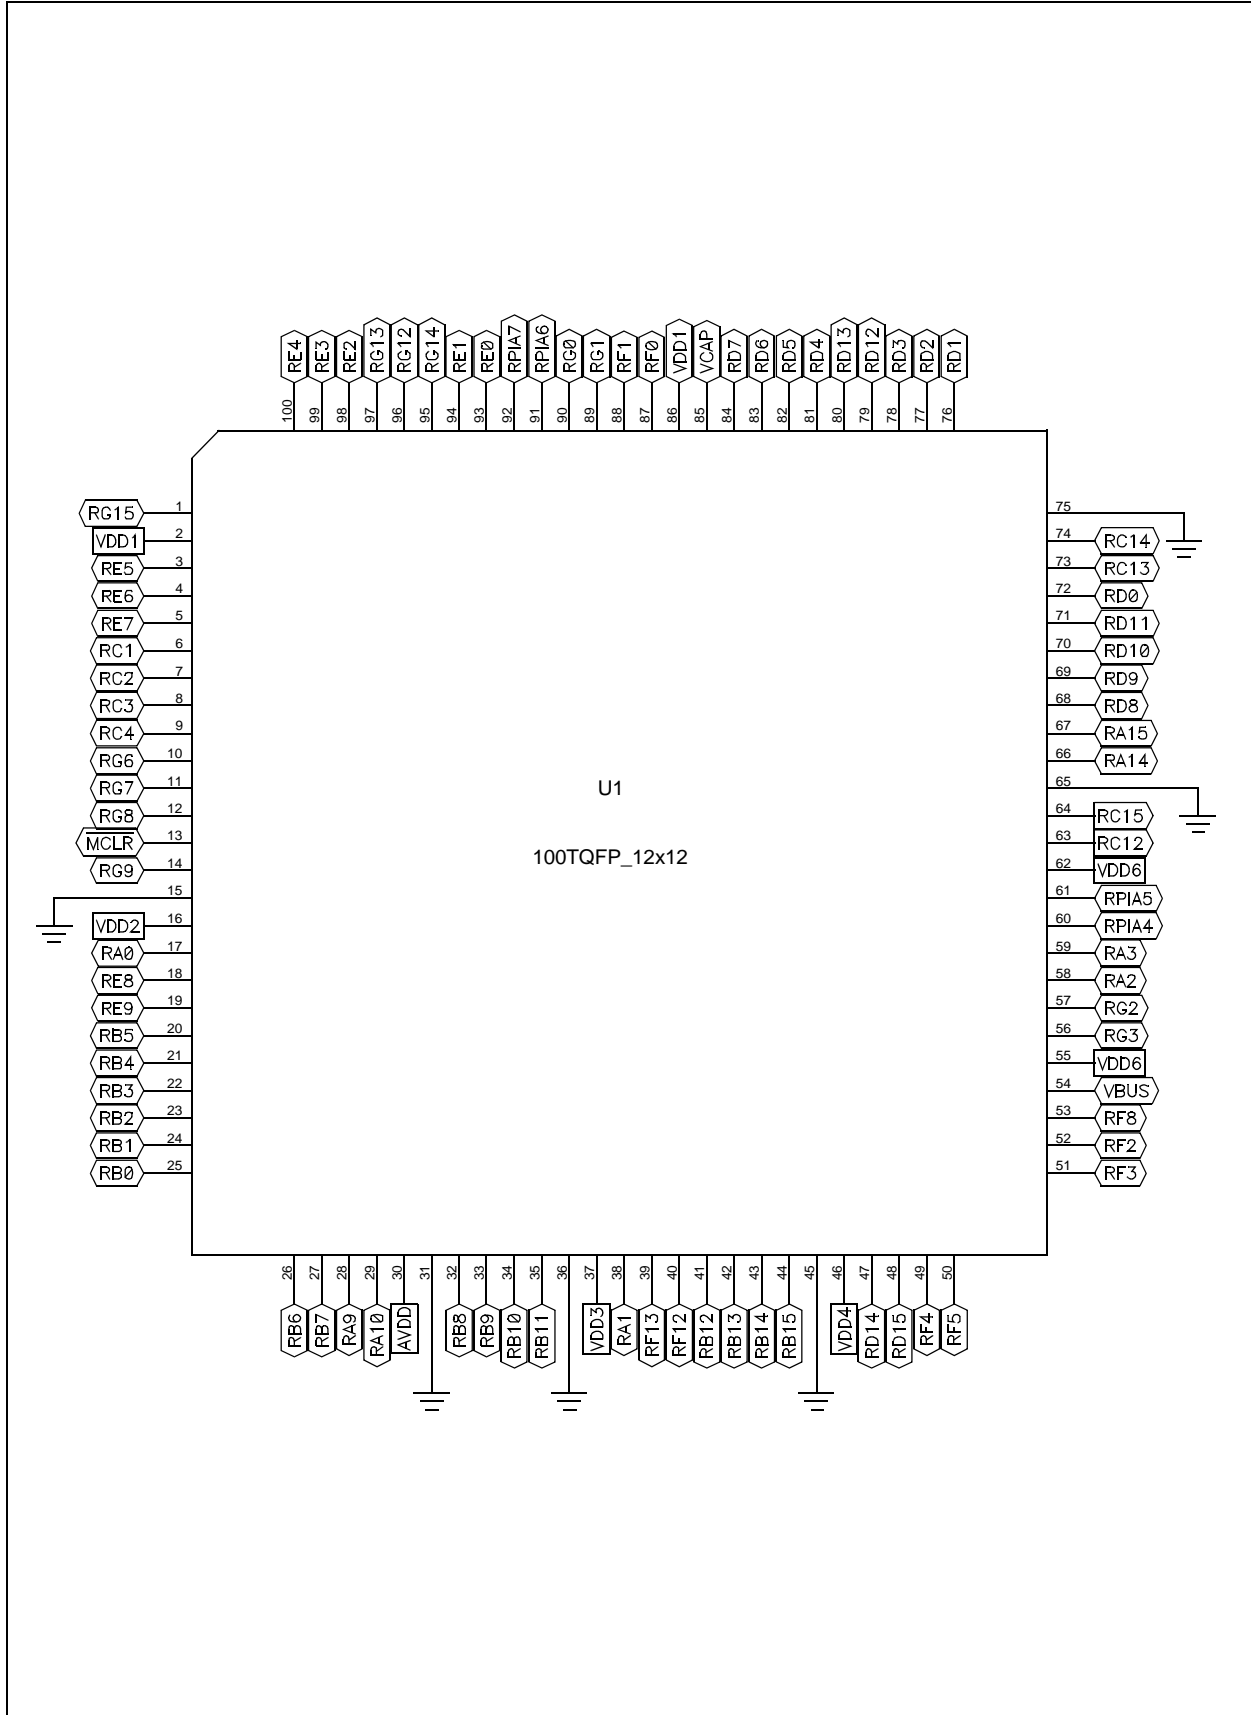 RE4
RE3
RE2
RG13
RG12
RG14
RE1
RE0
RPIA7
RPIA6
RG0
RG1
RF1
RF0
VDD1
VCAP
RD7
RD6
RD5
RD4
RD13
RD12
RD3
RD2
RD1
100
99
98
97
96
95
94
93
92
91
90
89
88
87
86
85
84
83
82
81
80
79
78
77
76
RG15 1
VDD1 2
RE5 3
RE6 4
RE7 5
RC1 6
RC2 7
RC3 8
RC4 9
RG6 10
RG7 11
RG8 12
MCLR 13
RG9 14
15
VDD2 16
RA0 17
RE8 18
RE9 19
RB5 20
RB4 21
RB3 22
RB2 23
RB1 24
RB0 25
U1
100TQFP_12x12
75
74 RC14
73 RC13
72 RD0
71 RD11
70 RD10
69 RD9
68 RD8
67 RA15
66 RA14
65
64 RC15
63 RC12
62 VDD6
61 RPIA5
60 RPIA4
59 RA3
58 RA2
57 RG2
56 RG3
55 VDD6
54 VBUS
53 RF8
52 RF2
51 RF3
26
27
28
29
30
31
32
33
34
35
36
37
38
39
40
41
42
43
44
45
46
47
48
49
50
RB6
RB7
RA9
RA10
AVDD
RB8
RB9
RB10
RB11
VDD3
RA1
RF13
RF12
RB12
RB13
RB14
RB15
VDD4
RD14
RD15
RF4
RF5